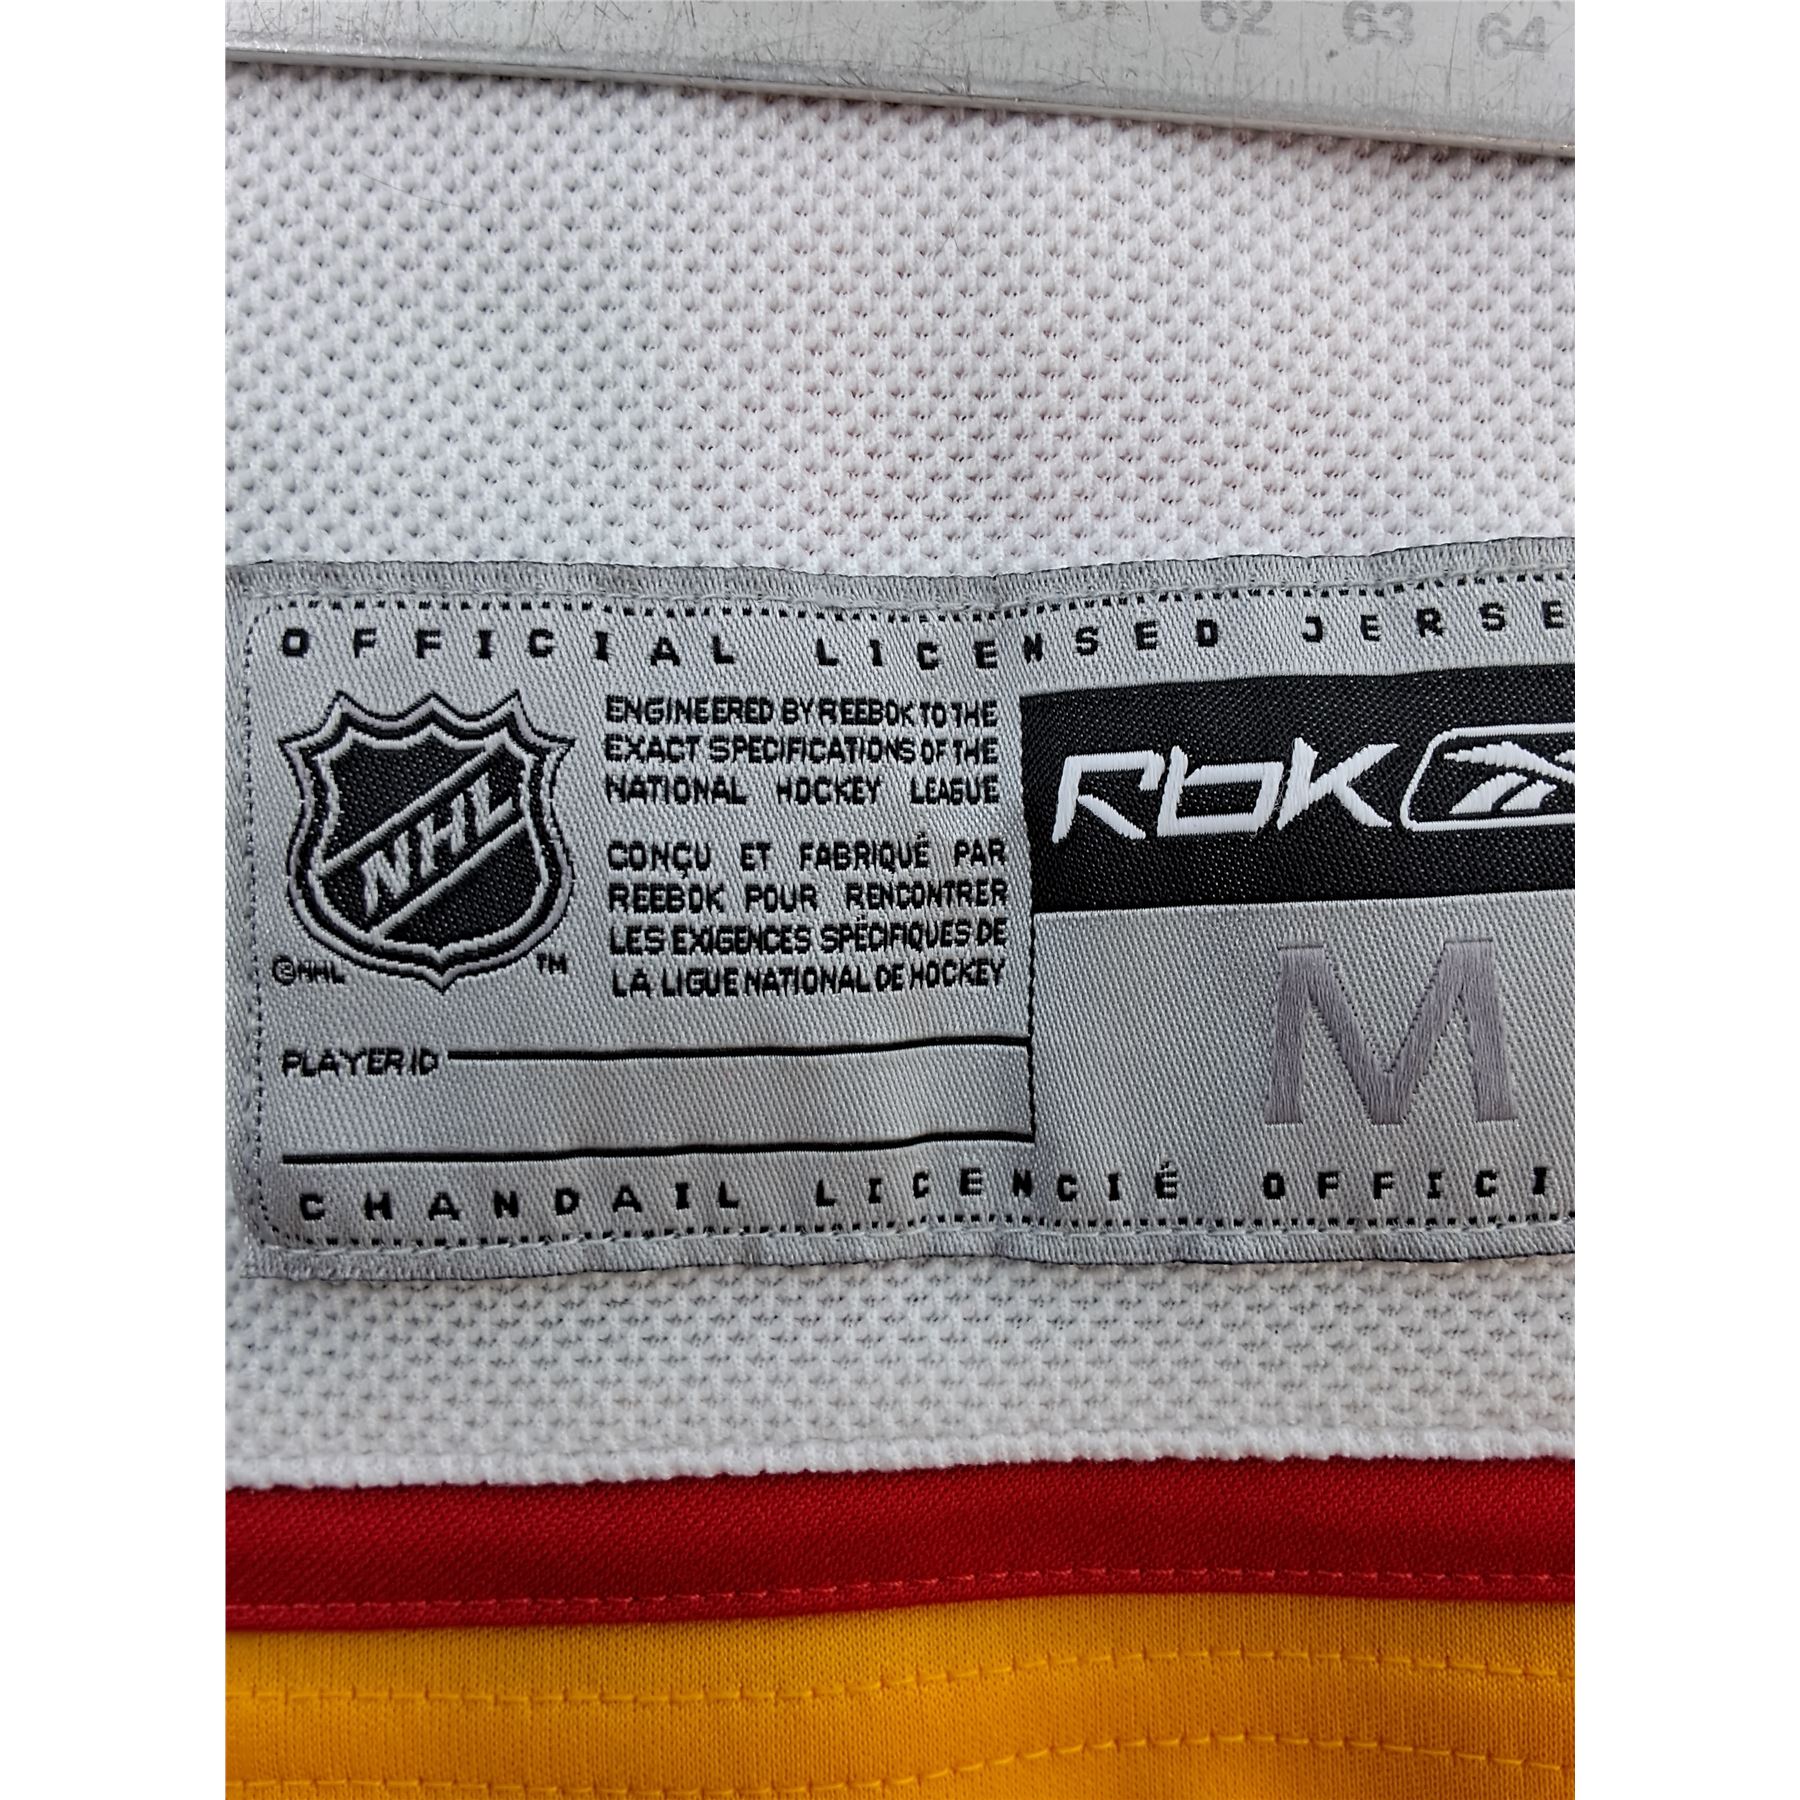 62 63 64
OFFICIAL LICENSED JERSE
ENGINEERED BY REEBOK TO THE
EXACT SPECIFICATIONS OF THE
NATIONAL HOCKEY LEAGUE
CONÇU ET FABRIQUÉ PAR
REEBOK POUR RENCONTRER
LES EXIGENCES SPÉCIFIQUES DE
LA LIGUE NATIONAL DE HOCKEY
NHL
©NHL TM
RbK
M
PLAYER ID
CHANDAIL LICENCIÉ OFFICI